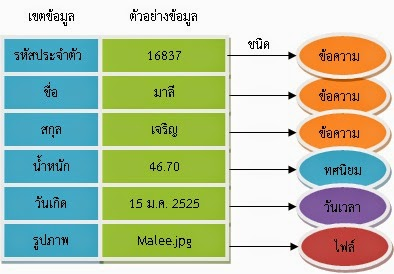 เขตข้อมูล ตัวอย่างข้อมูล
ชนิด
รหัสประจำตัว 16837 ข้อความ
ชื่อ มาลี ข้อความ
สกุล เจริญ ข้อความ
น้ำหนัก 46.70 ทศนิยม
วันเกิด 15 ม.ค. 2525 วันเวลา
รูปภาพ Malee.jpg ไฟล์